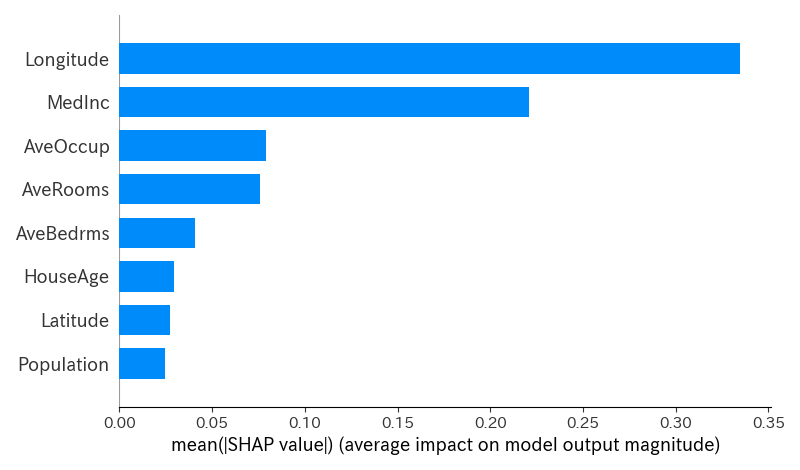 Longitude
MedInc
AveOccup
AveRooms
AveBedrms
HouseAge
Latitude
Population
0.00 0.05 0.10 0.15 0.20 0.25 0.30 0.35
mean(|SHAP value|) (average impact on model output magnitude)